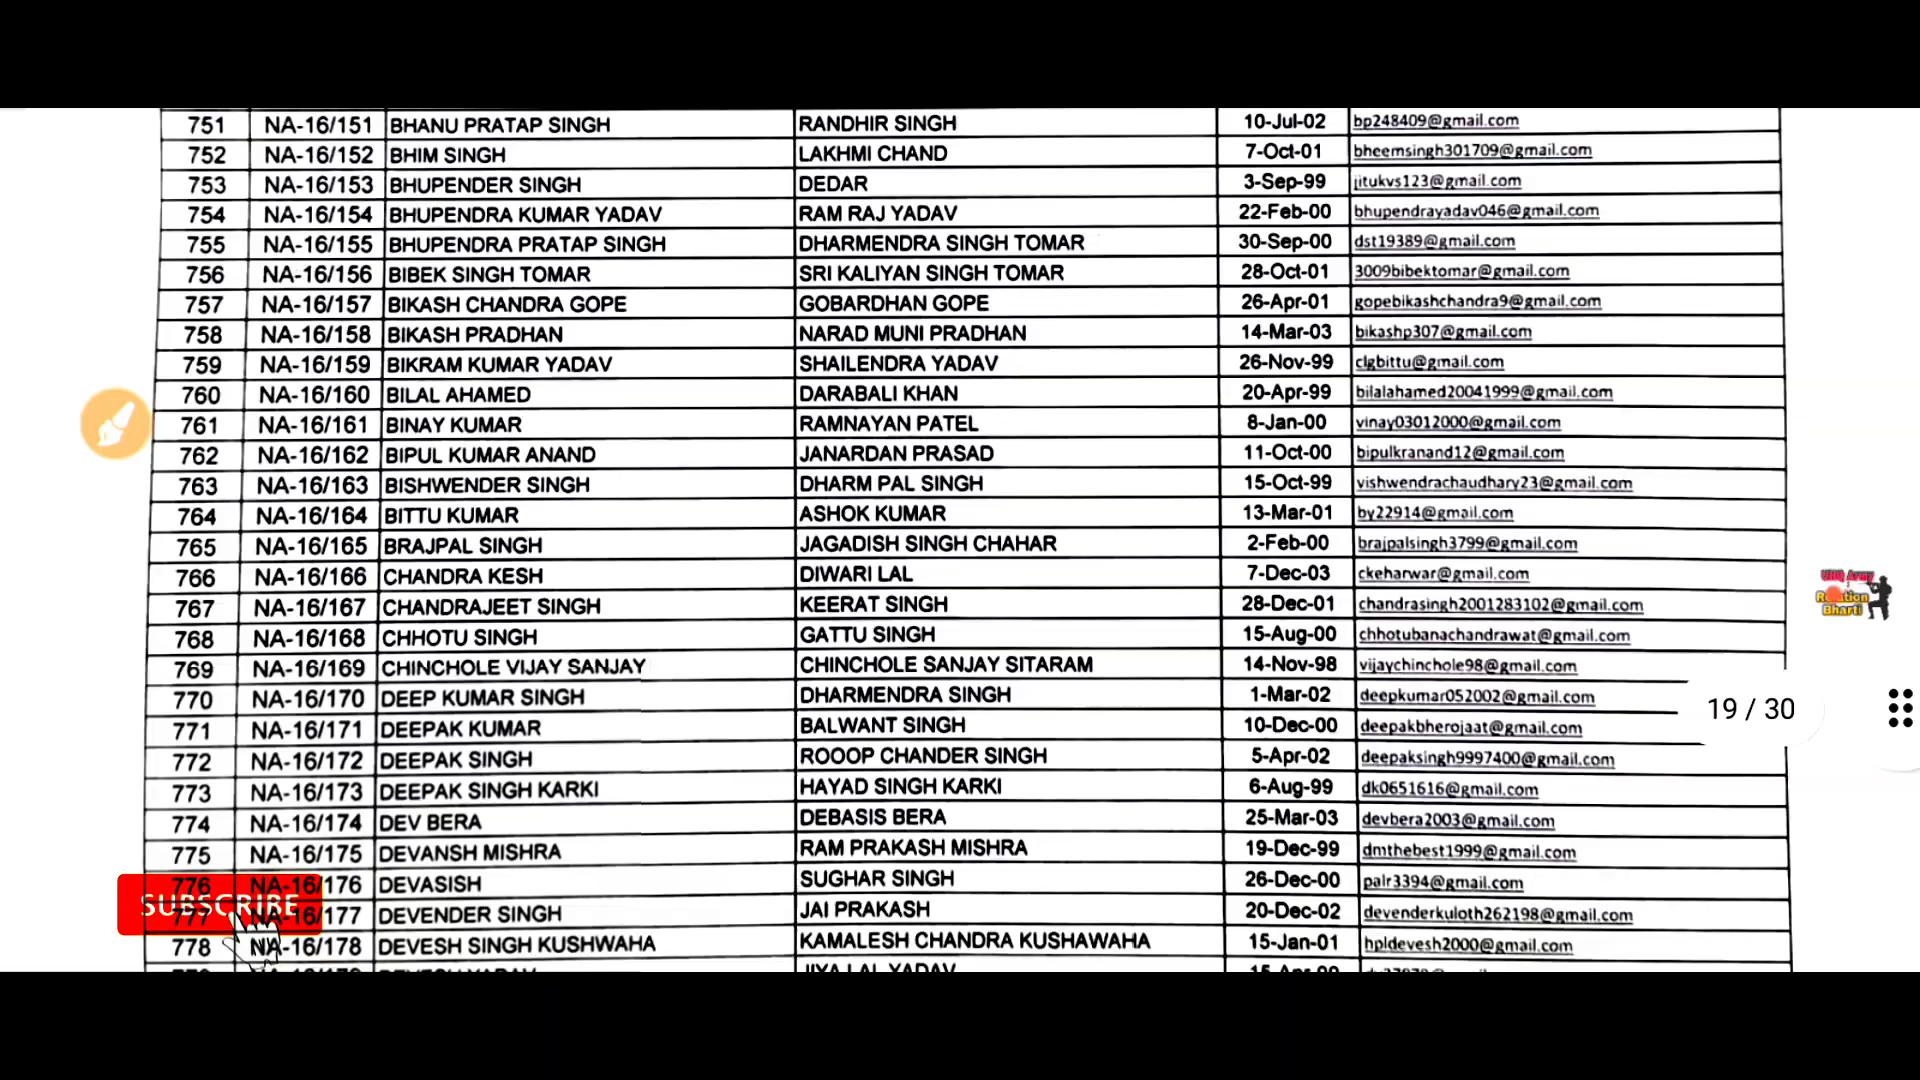 751 NA-16/151 BHANU PRATAP SINGH RANDHIR SINGH 10-Jul-02 bp248409@gmail.com
752 NA-16/152 BHIM SINGH LAKHMI CHAND 7-Oct-01 bheemsingh301709@gmail.com
753 NA-16/153 BHUPENDER SINGH DEDAR 3-Sep-99 jitukvs123@gmail.com
754 NA-16/154 BHUPENDRA KUMAR YADAV RAM RAJ YADAV 22-Feb-00 bhupendrayadav046@gmail.com
755 NA-16/155 BHUPENDRA PRATAP SINGH DHARMENDRA SINGH TOMAR 30-Sep-00 dst19389@gmail.com
756 NA-16/156 BIBEK SINGH TOMAR SRI KALIYAN SINGH TOMAR 28-Oct-01 3009bibektomar@gmail.com
757 NA-16/157 BIKASH CHANDRA GOPE GOBARDHAN GOPE 26-Apr-01 gopebikashchandra9@gmail.com
758 NA-16/158 BIKASH PRADHAN NARAD MUNI PRADHAN 14-Mar-03 bikashp307@gmail.com
759 NA-16/159 BIKRAM KUMAR YADAV SHAILENDRA YADAV 26-Nov-99 clgbittu@gmail.com
760 NA-16/160 BILAL AHAMED DARABALI KHAN 20-Apr-99 bilalahamed20041999@gmail.com
761 NA-16/161 BINAY KUMAR RAMNAYAN PATEL 8-Jan-00 vinay03012000@gmail.com
762 NA-16/162 BIPUL KUMAR ANAND JANARDAN PRASAD 11-Oct-00 bipulkranand12@gmail.com
763 NA-16/163 BISHWENDER SINGH DHARM PAL SINGH 15-Oct-99 vishwendrachaudhary23@gmail.com
764 NA-16/164 BITTU KUMAR ASHOK KUMAR 13-Mar-01 by22914@gmail.com
765 NA-16/165 BRAJPAL SINGH JAGADISH SINGH CHAHAR 2-Feb-00 brajpalsingh3799@gmail.com
766 NA-16/166 CHANDRA KESH DIWARI LAL 7-Dec-03 ckeharwar@gmail.com
767 NA-16/167 CHANDRAJEET SINGH KEERAT SINGH 28-Dec-01 chandrasingh2001283102@gmail.com
768 NA-16/168 CHHOTU SINGH GATTU SINGH 15-Aug-00 chhotubanachandrawat@gmail.com
769 NA-16/169 CHINCHOLE VIJAY SANJAY CHINCHOLE SANJAY SITARAM 14-Nov-98 vijaychinchole98@gmail.com
770 NA-16/170 DEEP KUMAR SINGH DHARMENDRA SINGH 1-Mar-02 deepkumar052002@gmail.com
771 NA-16/171 DEEPAK KUMAR BALWANT SINGH 10-Dec-00 deepakbherojaat@gmail.com
772 NA-16/172 DEEPAK SINGH ROOOP CHANDER SINGH 5-Apr-02 deepaksingh9997400@gmail.com
773 NA-16/173 DEEPAK SINGH KARKI HAYAD SINGH KARKI 6-Aug-99 dk0651616@gmail.com
774 NA-16/174 DEV BERA DEBASIS BERA 25-Mar-03 devbera2003@gmail.com
775 NA-16/175 DEVANSH MISHRA RAM PRAKASH MISHRA 19-Dec-99 dmthebest1999@gmail.com
776 NA-16/176 DEVASISH SUGHAR SINGH 26-Dec-00 palr3394@gmail.com
777 NA-16/177 DEVENDER SINGH JAI PRAKASH 20-Dec-02 devenderkuloth262198@gmail.com
778 NA-16/178 DEVESH SINGH KUSHWAHA KAMALESH CHANDRA KUSHAWAHA 15-Jan-01 hpldevesh2000@gmail.com
JIYA LAL YADAV
SUBSCRIBE
19 / 30
UHQ Army
Relation
Bharti